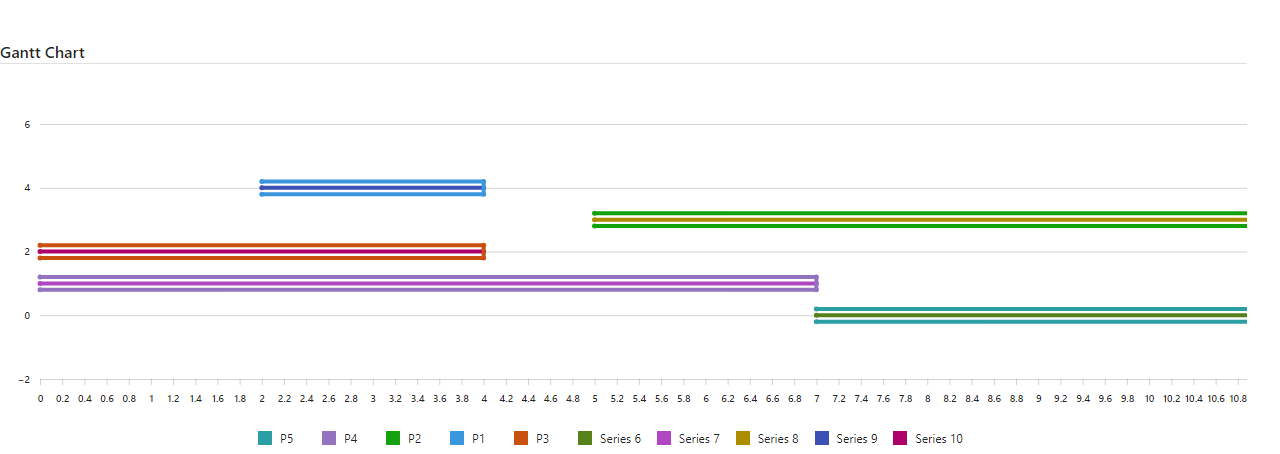 Gantt Chart
6
4
2
0
−2
0 0.2 0.4 0.6 0.8 1 1.2 1.4 1.6 1.8 2 2.2 2.4 2.6 2.8 3 3.2 3.4 3.6 3.8 4 4.2 4.4 4.6 4.8 5 5.2 5.4 5.6 5.8 6 6.2 6.4 6.6 6.8 7 7.2 7.4 7.6 7.8 8 8.2 8.4 8.6 8.8 9 9.2 9.4 9.6 9.8 10 10.2 10.4 10.6 10.8
P5 P4 P2 P1 P3 Series 6 Series 7 Series 8 Series 9 Series 10